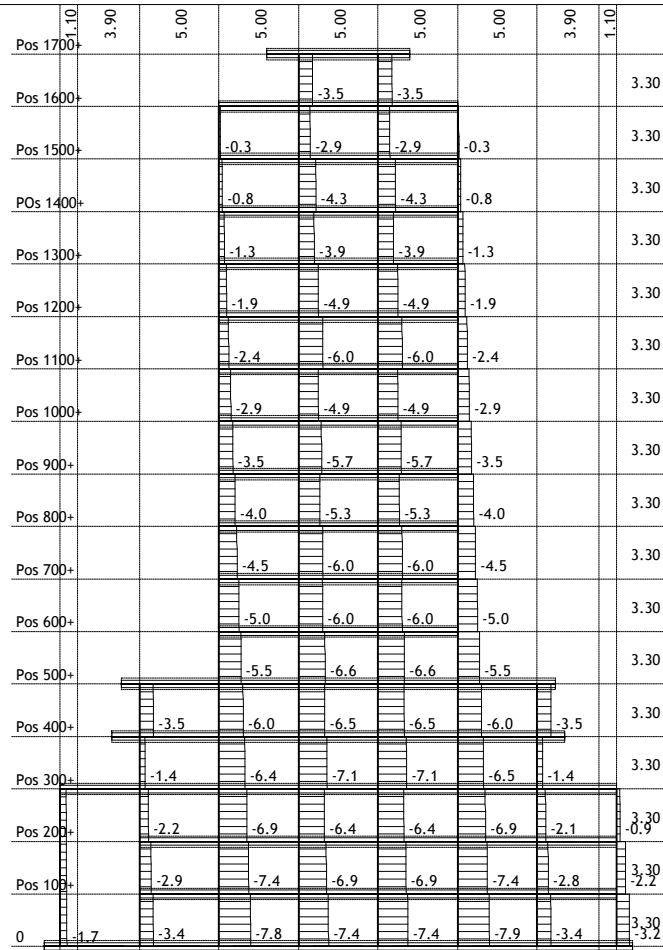 1.10 3.90 5.00 5.00 5.00 5.00 3.90 1.10
Pos 1700+
-3.5 -3.5 3.30
Pos 1600+
-0.3 -2.9 -2.9 -0.3 3.30
Pos 1500+
-0.8 -4.3 -4.3 -0.8 3.30
POs 1400+
-1.3 -3.9 -3.9 -1.3 3.30
Pos 1300+
-1.9 -4.9 -4.9 -1.9 3.30
Pos 1200+
-2.4 -6.0 -6.0 -2.4 3.30
Pos 1100+
-2.9 -4.9 -4.9 -2.9 3.30
Pos 1000+
-3.5 -5.7 -5.7 -3.5 3.30
Pos 900+
-4.0 -5.3 -5.3 -4.0 3.30
Pos 800+
-4.5 -6.0 -6.0 -4.5 3.30
Pos 700+
-5.0 -6.0 -6.0 -5.0 3.30
Pos 600+
-5.5 -6.6 -6.6 -5.5 3.30
Pos 500+
-3.5 -6.0 -6.5 -6.5 -6.0 -3.5 3.30
Pos 400+
-1.4 -6.4 -7.1 -7.1 -6.5 -1.4 3.30
Pos 300+
-2.2 -6.9 -6.4 -6.4 -6.9 -2.1 -0.9 3.30
Pos 200+
-2.9 -7.4 -6.9 -6.9 -7.4 -2.8 -2.2 3.30
Pos 100+
-1.7 -3.4 -7.8 -7.4 -7.4 -7.9 -3.4 -3.2 3.30
0